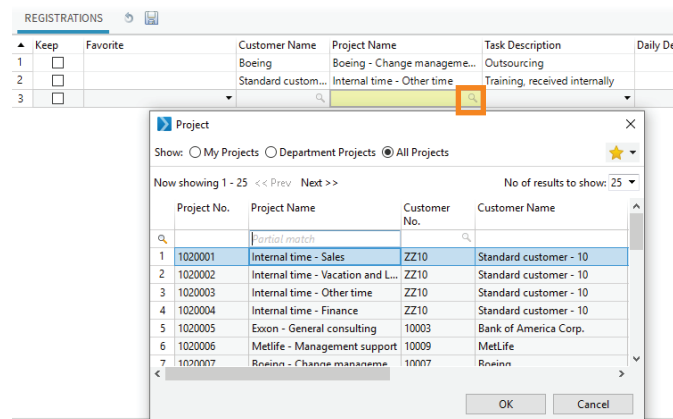 REGISTRATIONS
Keep Favorite Customer Name Project Name Task Description Daily De
1 Boeing Boeing - Change manageme... Outsourcing
2 Standard custom... Internal time - Other time Training, received internally
3
Project
Show: My Projects Department Projects All Projects
Now showing 1 - 25 << Prev Next >> No of results to show: 25
Project No. Project Name Customer No. Customer Name
Partial match
1 1020001 Internal time - Sales ZZ10 Standard customer - 10
2 1020002 Internal time - Vacation and L... ZZ10 Standard customer - 10
3 1020003 Internal time - Other time ZZ10 Standard customer - 10
4 1020004 Internal time - Finance ZZ10 Standard customer - 10
5 1020005 Exxon - General consulting 10003 Bank of America Corp.
6 1020006 Metlife - Management support 10009 MetLife
7 1020007 Boeing - Change manageme... 10007 Boeing
OK Cancel